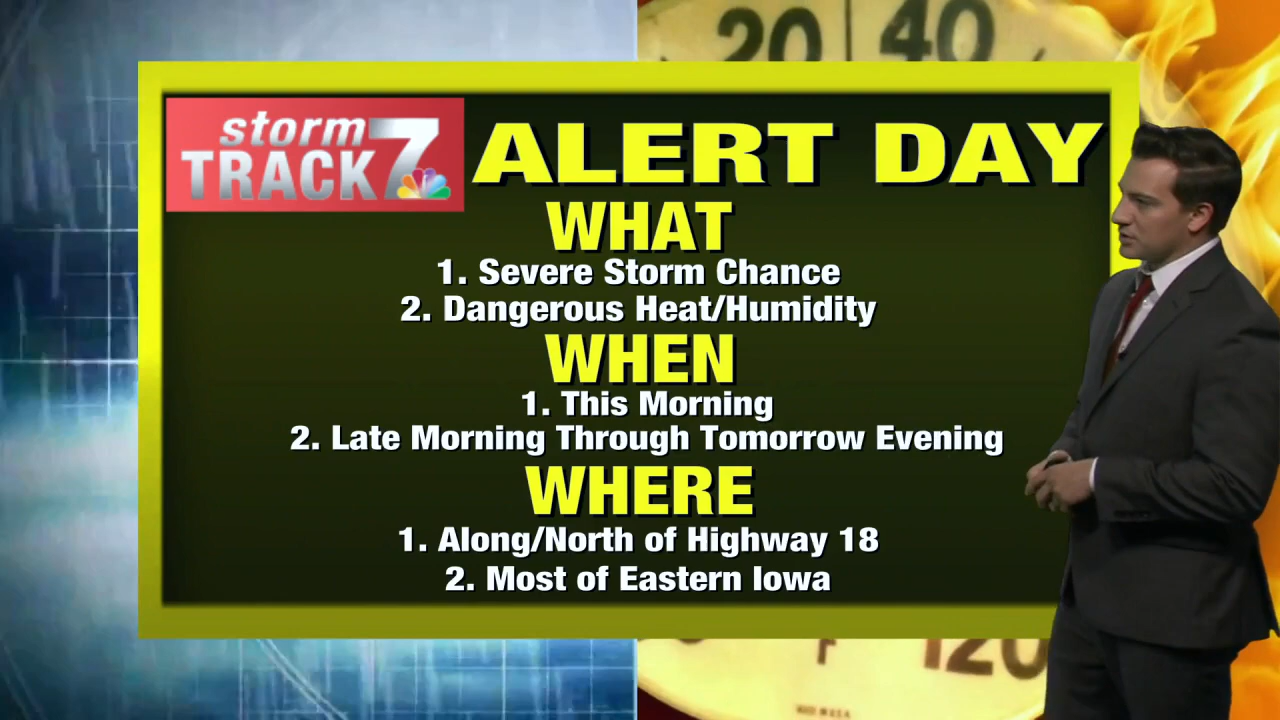 20 40
storm
TRACK 7
ALERT DAY
WHAT
1. Severe Storm Chance
2. Dangerous Heat/Humidity
WHEN
1. This Morning
2. Late Morning Through Tomorrow Evening
WHERE
1. Along/North of Highway 18
2. Most of Eastern Iowa
F 120